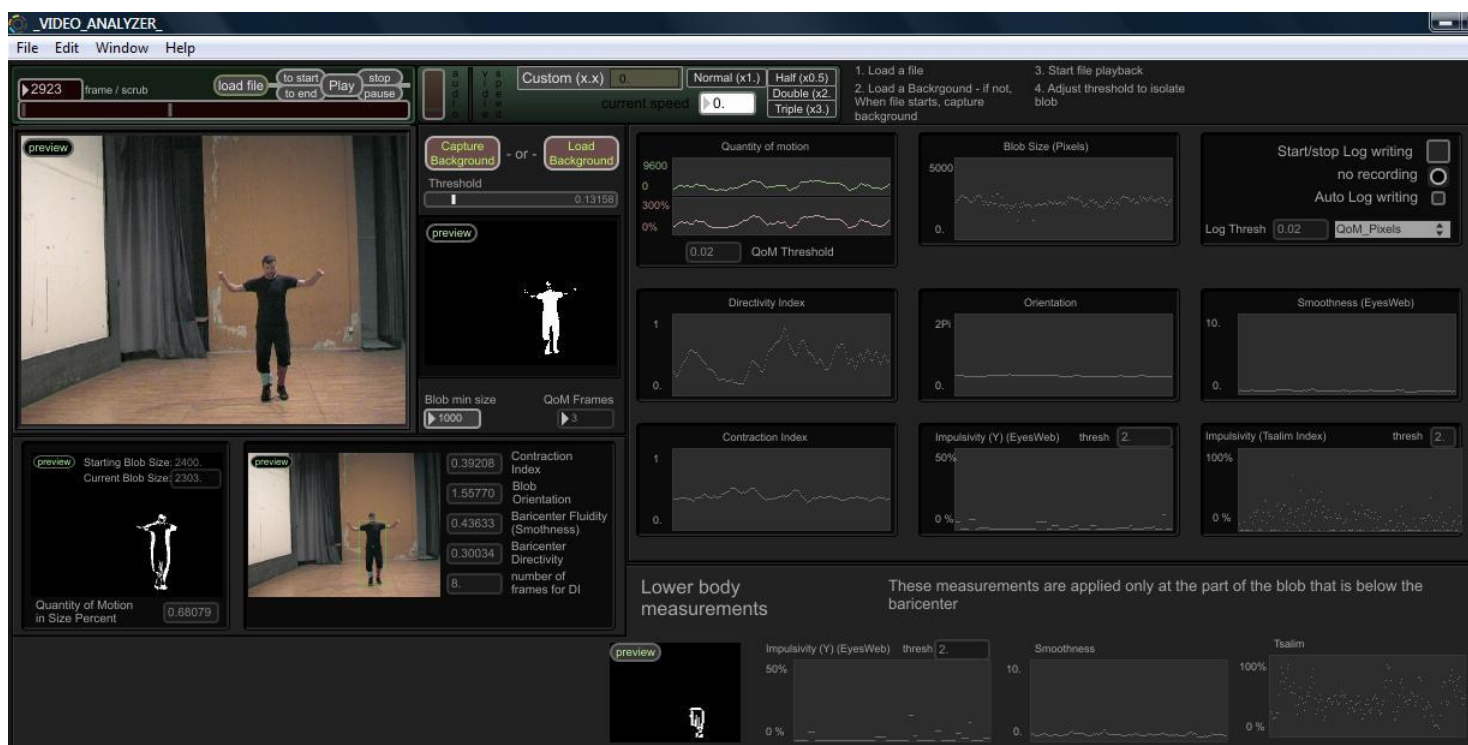 _VIDEO_ANALYZER_
File Edit Window Help
2923 frame / scrub
load file
to start
to end
Play
stop
pause
audio
vspeed
Custom (x.x) 0.
current speed 0.
Normal (x1.)
Half (x0.5)
Double (x2.
Triple (x3.)
1. Load a file
2. Load a Backrgound - if not,
When file starts, capture
background
3. Start file playback
4. Adjust threshold to isolate
blob
preview
Capture
Background
- or -
Load
Background
Threshold
0.13158
preview
Blob min size
1000
QoM Frames
3
Quantity of motion
9600
0
300%
0%
0.02 QoM Threshold
Blob Size (Pixels)
5000
0.
Start/stop Log writing
no recording
Auto Log writing
Log Thresh 0.02 QoM_Pixels
Directivity Index
1
0.
Orientation
2Pi
0.
Smoothness (EyesWeb)
10.
0.
Contraction Index
1
0.
Impulsivity (Y) (EyesWeb) thresh 2.
50%
0 %
Impulsivity (Tsalim Index) thresh 2.
100%
0 %
preview
Starting Blob Size: 2400.
Current Blob Size: 2303.
Quantity of Motion
in Size Percent
0.68079
preview
0.39208 Contraction
Index
1.55770 Blob
Orientation
0.43633 Baricenter Fluidity
(Smothness)
0.30034 Baricenter
Directivity
8. number of
frames for DI
Lower body
measurements
These measurements are applied only at the part of the blob that is below the
baricenter
preview
Impulsivity (Y) (EyesWeb) thresh 2.
50%
0 %
Smoothness
10.
0.
Tsalim
100%
0 %